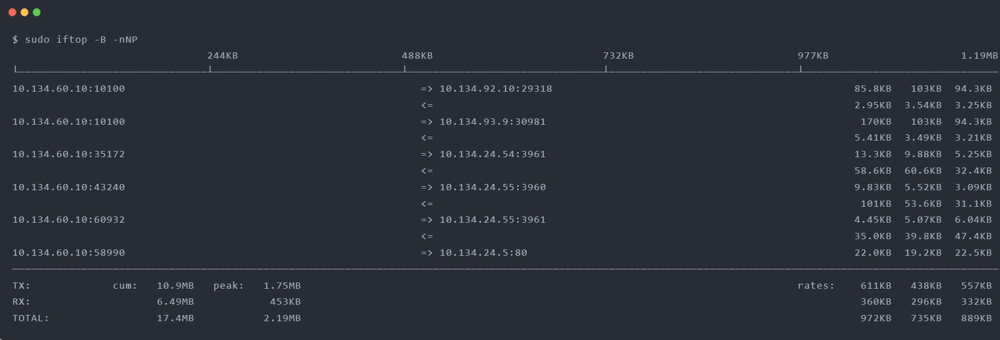 $ sudo iftop -B -nNP
244KB 488KB 732KB 977KB 1.19MB
10.134.60.10:10100 => 10.134.92.10:29318 85.8KB 103KB 94.3KB
<= 2.95KB 3.54KB 3.25KB
10.134.60.10:10100 => 10.134.93.9:30981 170KB 103KB 94.3KB
<= 5.41KB 3.49KB 3.21KB
10.134.60.10:35172 => 10.134.24.54:3961 13.3KB 9.88KB 5.25KB
<= 58.6KB 60.6KB 32.4KB
10.134.60.10:43240 => 10.134.24.55:3960 9.83KB 5.52KB 3.09KB
<= 101KB 53.6KB 31.1KB
10.134.60.10:60932 => 10.134.24.55:3961 4.45KB 5.07KB 6.04KB
<= 35.0KB 39.8KB 47.4KB
10.134.60.10:58990 => 10.134.24.5:80 22.0KB 19.2KB 22.5KB
TX: cum: 10.9MB peak: 1.75MB rates: 611KB 438KB 557KB
RX: 6.49MB 453KB 360KB 296KB 332KB
TOTAL: 17.4MB 2.19MB 972KB 735KB 889KB